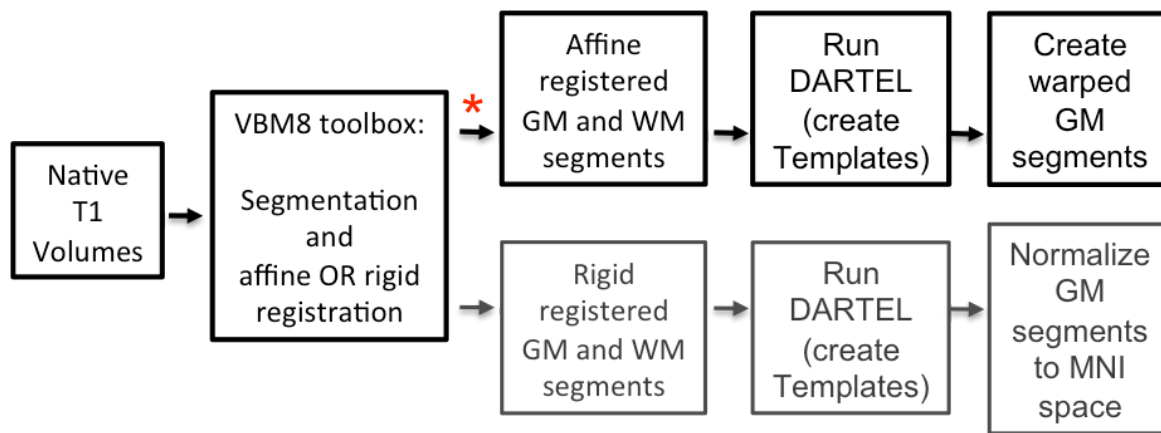 Native
T1
Volumes
VBM8 toolbox:
Segmentation
and
affine OR rigid
registration
*
Affine
registered
GM and WM
segments
Run
DARTEL
(create
Templates)
Create
warped
GM
segments
Rigid
registered
GM and WM
segments
Run
DARTEL
(create
Templates)
Normalize
GM
segments
to MNI
space